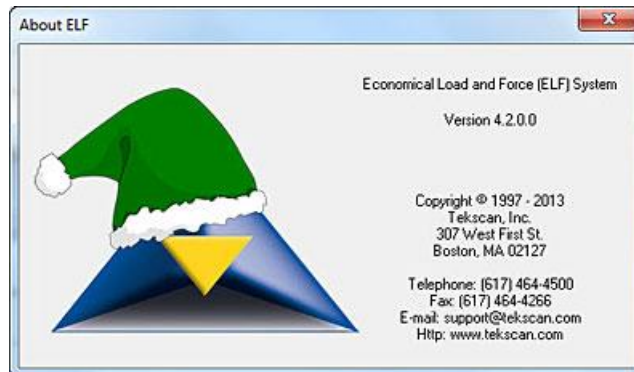 About ELF
Economical Load and Force (ELF) System
Version 4.2.0.0
Copyright © 1997 - 2013
Tekscan, Inc.
307 West First St.
Boston, MA 02127
Telephone: (617) 464-4500
Fax: (617) 464-4266
E-mail: support@tekscan.com
Http: www.tekscan.com